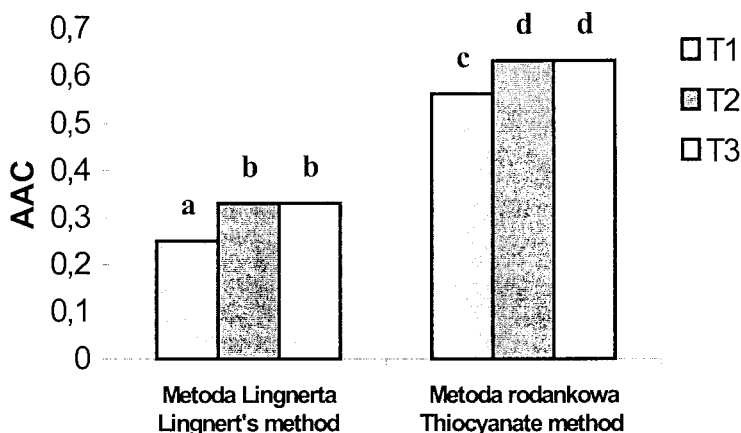 0,7
0,6
0,5
0,4
0,3
0,2
0,1
0
AAC
a
b
b
c
d
d
T1
T2
T3
Metoda Lingnerta
Lingnert's method
Metoda rodankowa
Thiocyanate method